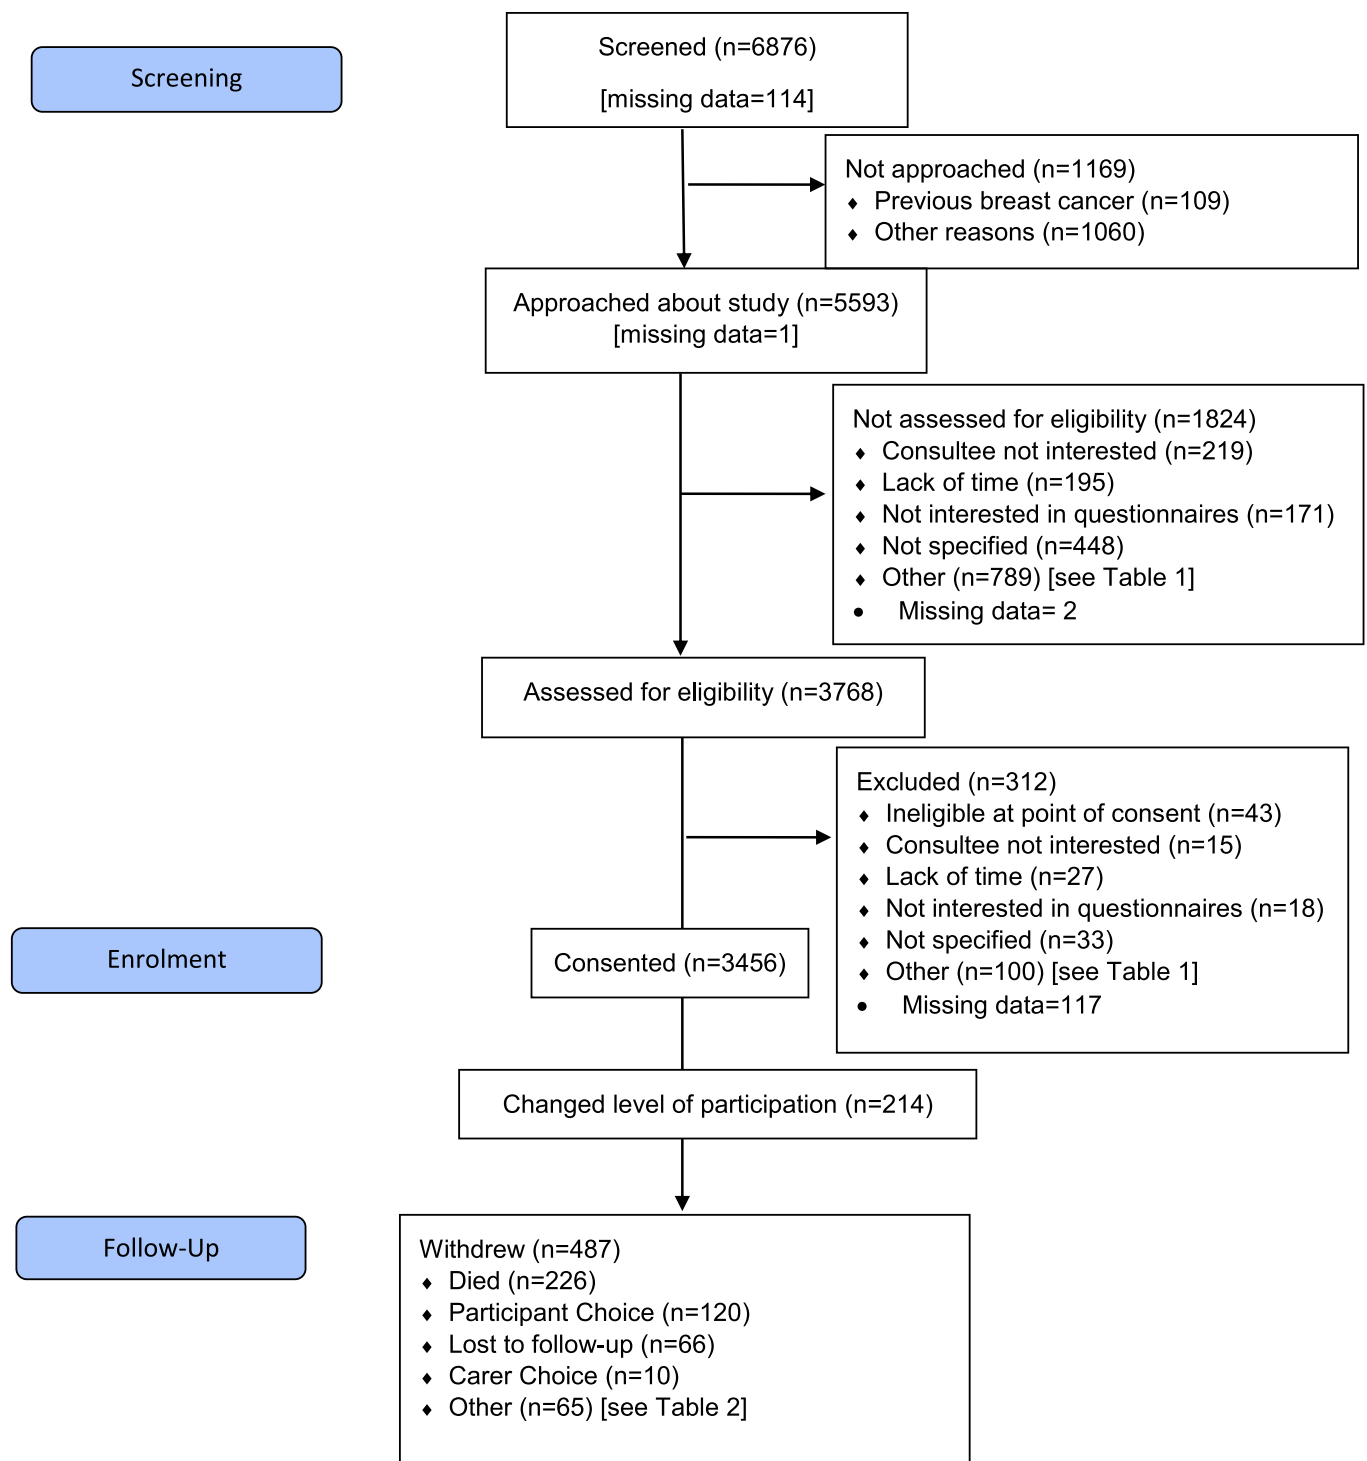 Screening
Screened (n=6876)
[missing data=114]
Not approached (n=1169)
♦ Previous breast cancer (n=109)
♦ Other reasons (n=1060)
Approached about study (n=5593)
[missing data=1]
Not assessed for eligibility (n=1824)
♦ Consultee not interested (n=219)
♦ Lack of time (n=195)
♦ Not interested in questionnaires (n=171)
♦ Not specified (n=448)
♦ Other (n=789) [see Table 1]
• Missing data= 2
Assessed for eligibility (n=3768)
Excluded (n=312)
♦ Ineligible at point of consent (n=43)
♦ Consultee not interested (n=15)
♦ Lack of time (n=27)
♦ Not interested in questionnaires (n=18)
♦ Not specified (n=33)
♦ Other (n=100) [see Table 1]
• Missing data=117
Enrolment
Consented (n=3456)
Changed level of participation (n=214)
Follow-Up
Withdrew (n=487)
♦ Died (n=226)
♦ Participant Choice (n=120)
♦ Lost to follow-up (n=66)
♦ Carer Choice (n=10)
♦ Other (n=65) [see Table 2]